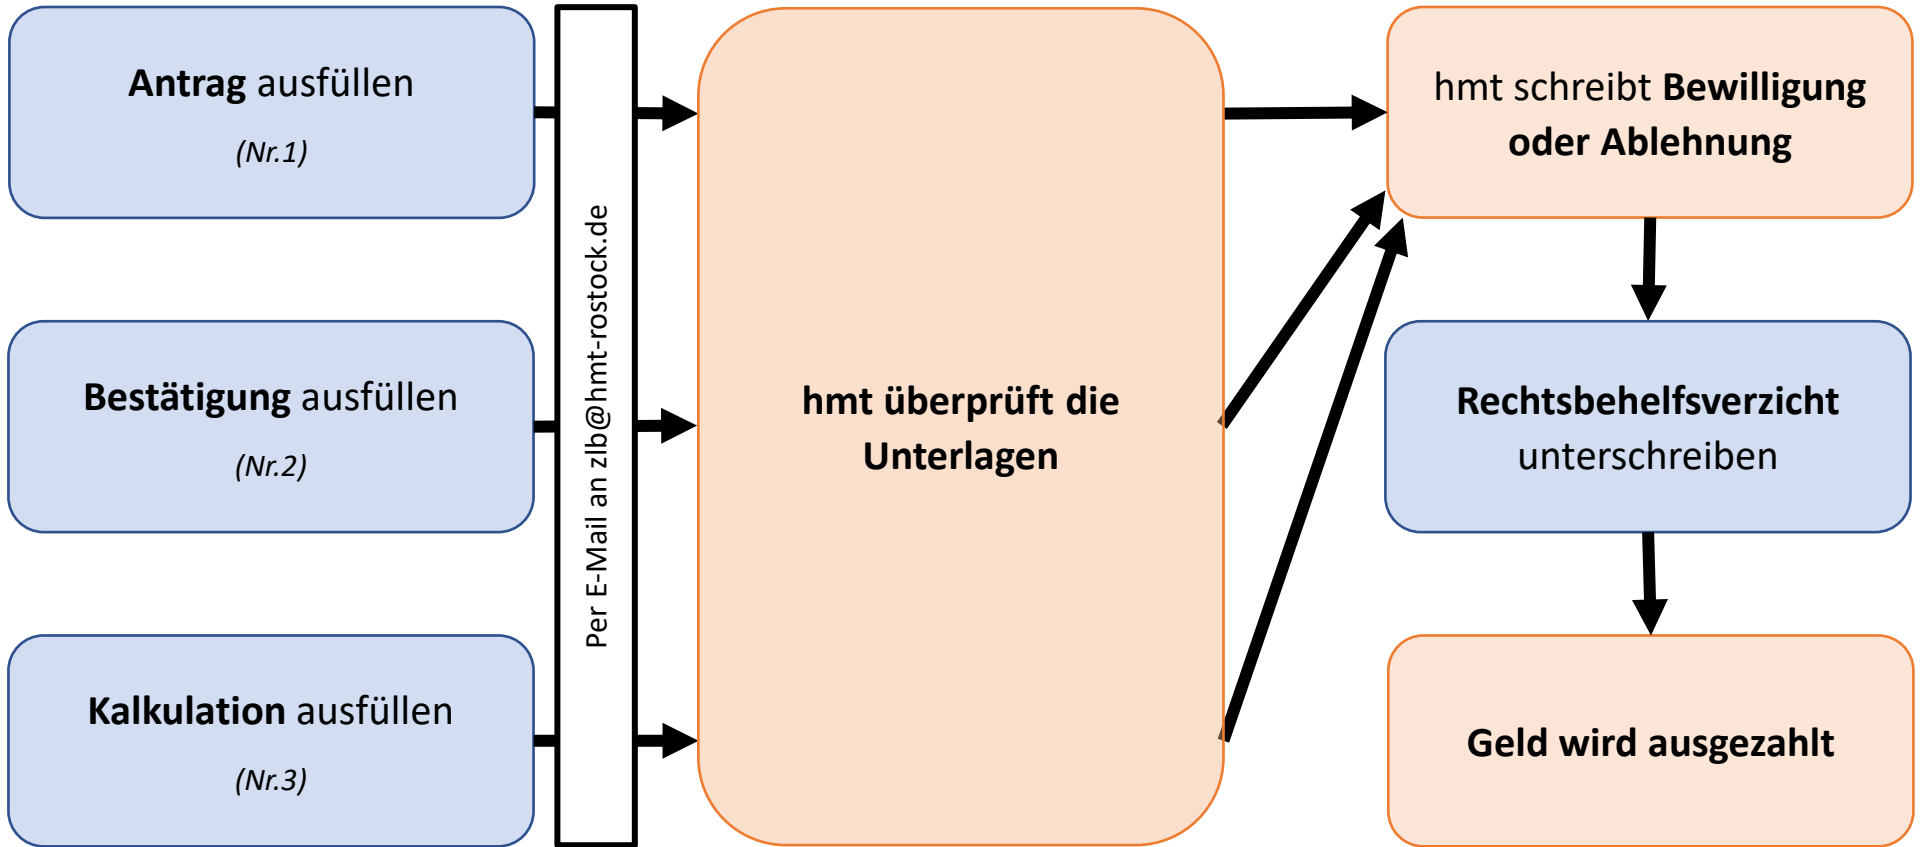 Antrag ausfüllen
(Nr.1)
Bestätigung ausfüllen
(Nr.2)
Kalkulation ausfüllen
(Nr.3)
Per E-Mail an zlb@hmt-rostock.de
hmt überprüft die
Unterlagen
hmt schreibt Bewilligung
oder Ablehnung
Rechtsbehelfsverzicht
unterschreiben
Geld wird ausgezahlt